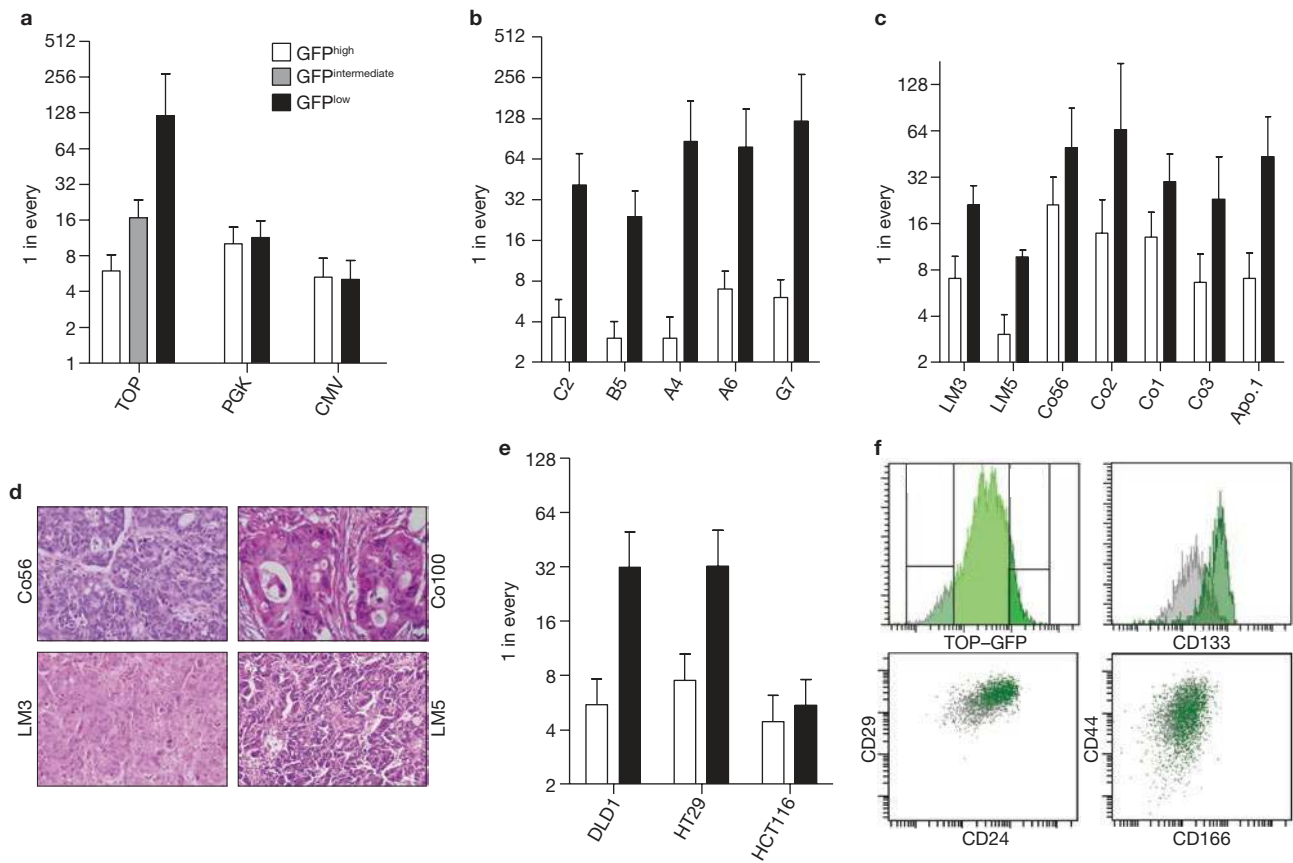 a
512
256
128
64
32
16
8
4
2
1
1 in every
GFPhigh
GFPintermediate
GFPlow
TOP
PGK
CMV
b
512
256
128
64
32
16
8
4
2
1 in every
C2
B5
A4
A6
G7
c
128
64
32
16
8
4
2
1 in every
LM3
LM5
Co56
Co2
Co1
Co3
Apo.1
d
Co56
Co100
LM3
LM5
e
128
64
32
16
8
4
2
1 in every
DLD1
HT29
HCT116
f
TOP–GFP
CD133
CD29
CD24
CD44
CD166